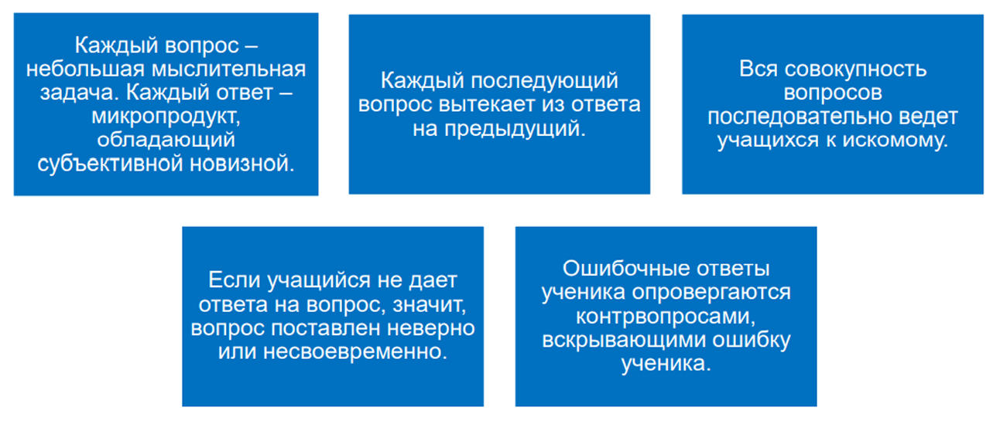 Каждый вопрос –
небольшая мыслительная
задача. Каждый ответ –
микропродукт,
обладающий
субъективной новизной.
Каждый последующий
вопрос вытекает из ответа
на предыдущий.
Вся совокупность
вопросов
последовательно ведет
учащихся к искомому.
Если учащийся не дает
ответа на вопрос, значит,
вопрос поставлен неверно
или несвоевременно.
Ошибочные ответы
ученика опровергаются
контрвопросами,
вскрывающими ошибку
ученика.